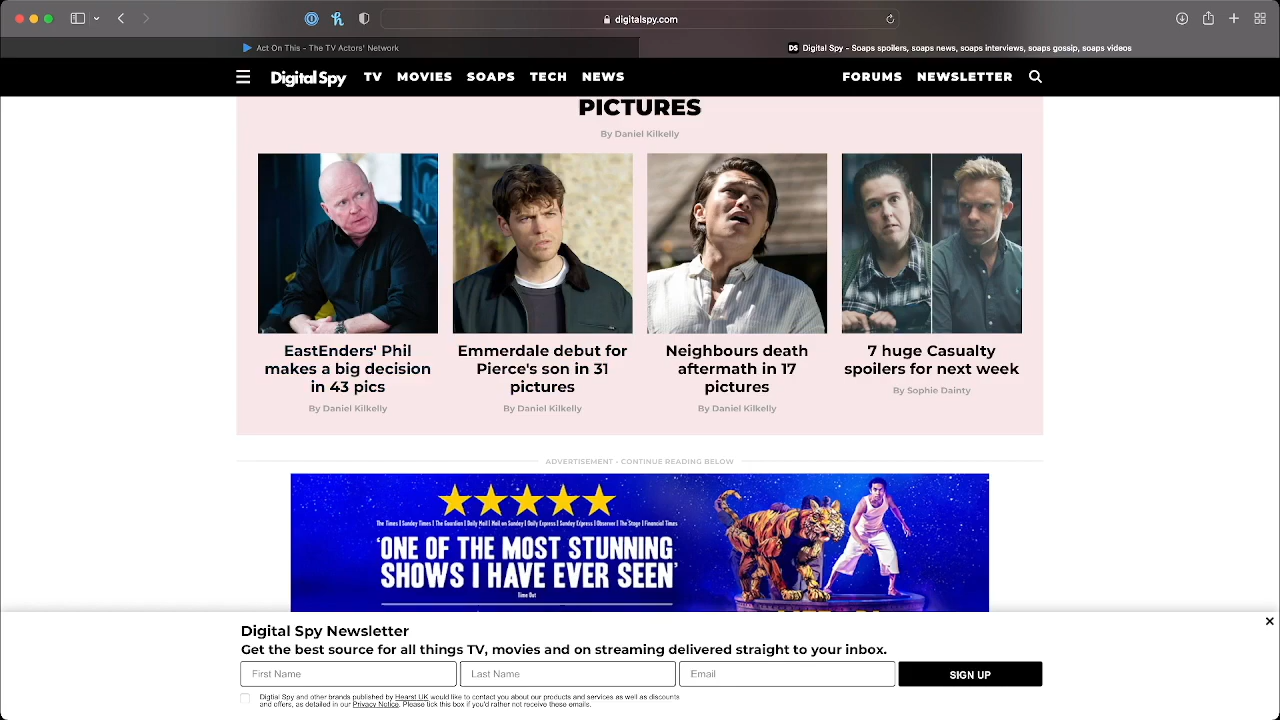 digitalspy.com
Act On This - The TV Actors' Network
DS Digital Spy - Soaps spoilers, soaps news, soaps interviews, soaps gossip, soaps videos
Digital Spy TV MOVIES SOAPS TECH NEWS FORUMS NEWSLETTER
PICTURES
By Daniel Kilkelly
EastEnders' Phil
makes a big decision
in 43 pics
By Daniel Kilkelly
Emmerdale debut for
Pierce's son in 31
pictures
By Daniel Kilkelly
Neighbours death
aftermath in 17
pictures
By Daniel Kilkelly
7 huge Casualty
spoilers for next week
By Sophie Dainty
ADVERTISEMENT - CONTINUE READING BELOW
The Times | Sunday Times | The Guardian | Daily Mail | Mail on Sunday | Daily Express | Sunday Express | Observer | The Stage | Financial Times
'ONE OF THE MOST STUNNING
SHOWS I HAVE EVER SEEN'
Time Out
Digital Spy Newsletter
Get the best source for all things TV, movies and on streaming delivered straight to your inbox.
First Name Last Name Email SIGN UP
Digital Spy and other brands published by Hearst UK would like to contact you about our products and services as well as discounts
and offers, as detailed in our Privacy Notice. Please tick this box if you'd rather not receive these emails.